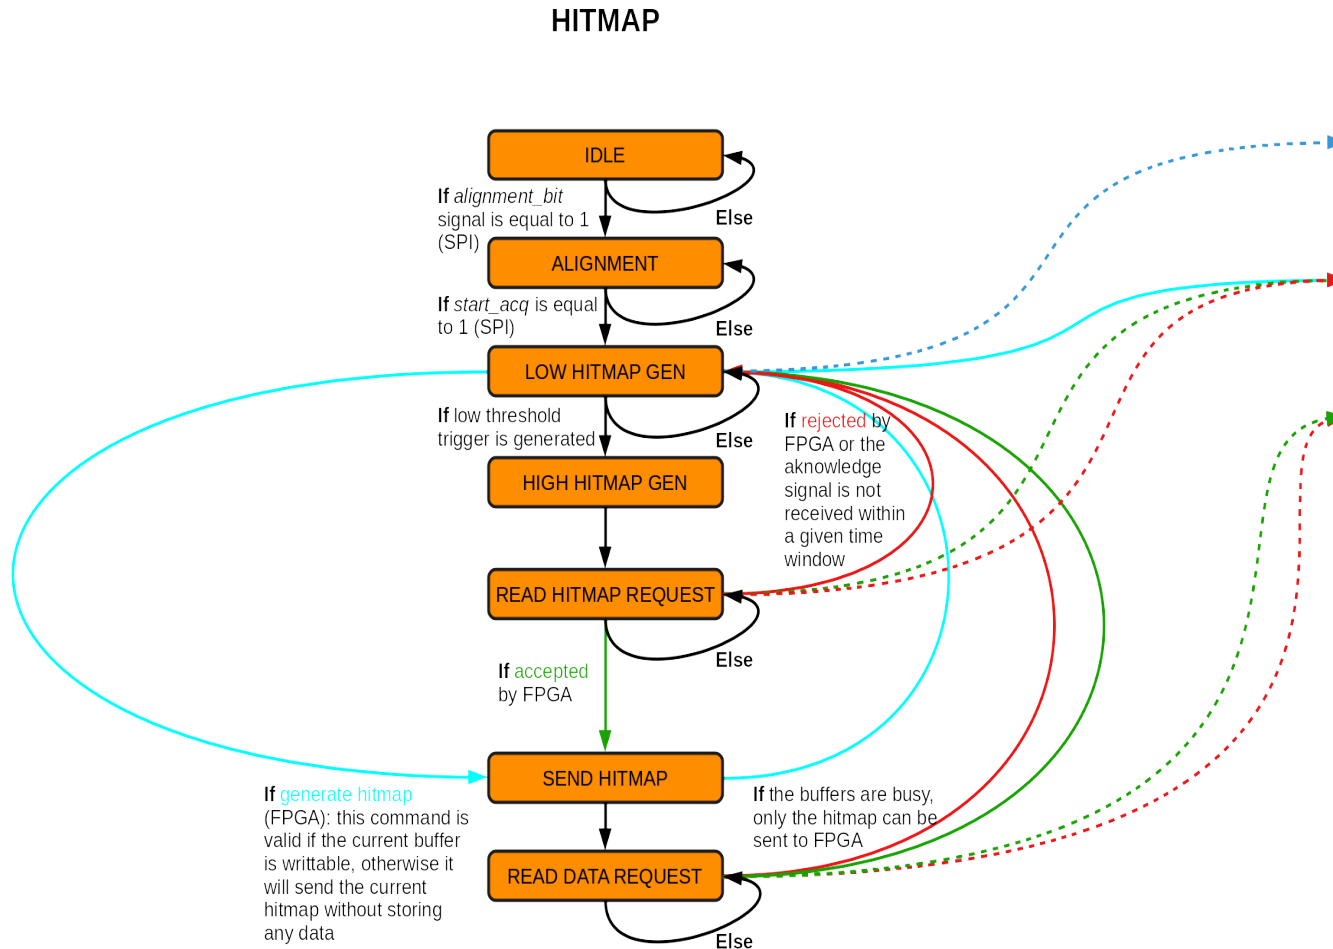 HITMAP
IDLE
If alignment_bit
signal is equal to 1
(SPI)
Else
ALIGNMENT
If start_acq is equal
to 1 (SPI)
Else
LOW HITMAP GEN
If low threshold
trigger is generated
Else
If rejected by
FPGA or the
aknowledge
signal is not
received within
a given time
window
HIGH HITMAP GEN
READ HITMAP REQUEST
Else
If accepted
by FPGA
SEND HITMAP
If generate hitmap
(FPGA): this command is
valid if the current buffer
is writtable, otherwise it
will send the current
hitmap without storing
any data
If the buffers are busy,
only the hitmap can be
sent to FPGA
READ DATA REQUEST
Else